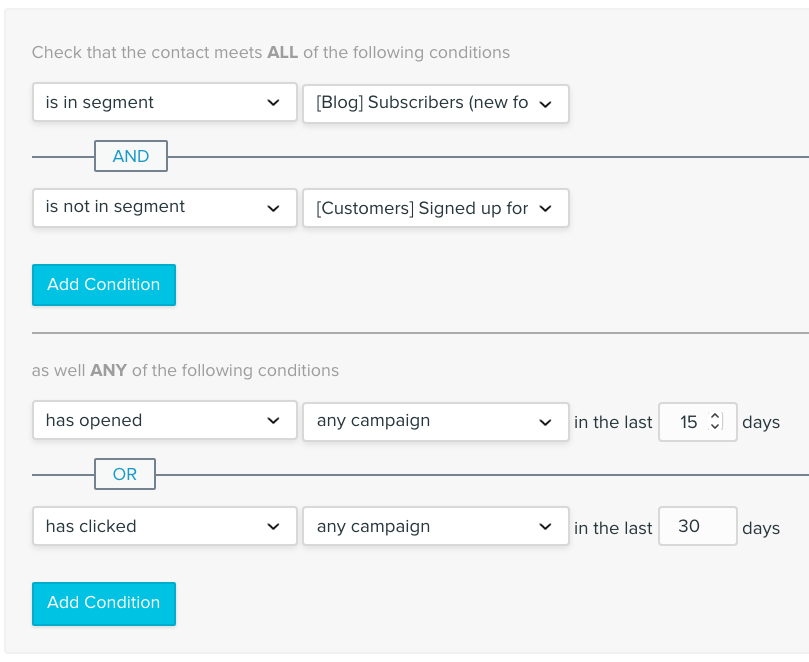 Check that the contact meets ALL of the following conditions
is in segment [Blog] Subscribers (new fo
AND
is not in segment [Customers] Signed up for
Add Condition
as well ANY of the following conditions
has opened any campaign in the last 15 days
OR
has clicked any campaign in the last 30 days
Add Condition